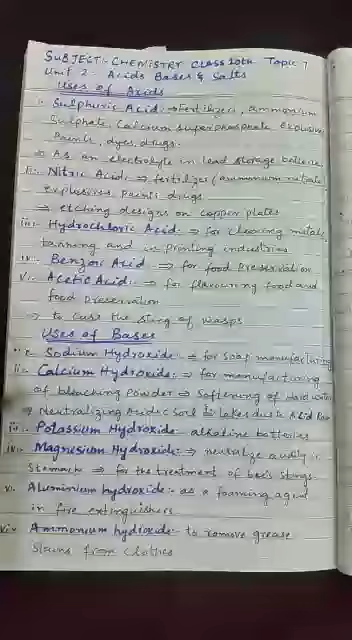 SUBJECT:- CHEMISTRY CLASS 10th Topic 7
Unit 2 - Acids Bases & Salts
Uses of Acids
i. Sulphuric Acid:- ⇒ Fertilizers, ammonium
Sulphate Calcium superphosphate Explosive
Paints, dyes, drugs.
⇒ As an electrolyte in lead storage
ii. Nitric Acid:- ⇒ fertilizer (ammonium nitrate)
explosives Paints drugs
⇒ etching designs on copper plates
iii. Hydrochloric Acid:- ⇒ for cleaning metals,
tanning and in printing industries
iv. Benzoic Acid :- ⇒ for food Preservation
v. Acetic Acid:- ⇒ for flavouring food and
food Preservation
⇒ to cure the sting of wasps
Uses of Bases
i. Sodium Hydroxide:- ⇒ for soap manufacturing
ii. Calcium Hydroxide:- ⇒ for manufacturing
of bleaching Powder ⇒ Softening of Hard water
⇒ Neutralizing Acidic Soil & lakes due to Acid Rain
iii. Potassium Hydroxide:- alkaline batteries
iv. Magnesium Hydroxide:- ⇒ neutralize
Stomach ⇒ for the treatment of bee's stings
v. Aluminium hydroxide:- as a foaming agent
in fire extinguishers
Ammonium hydroxide:- to remove grease
Stains from clothes